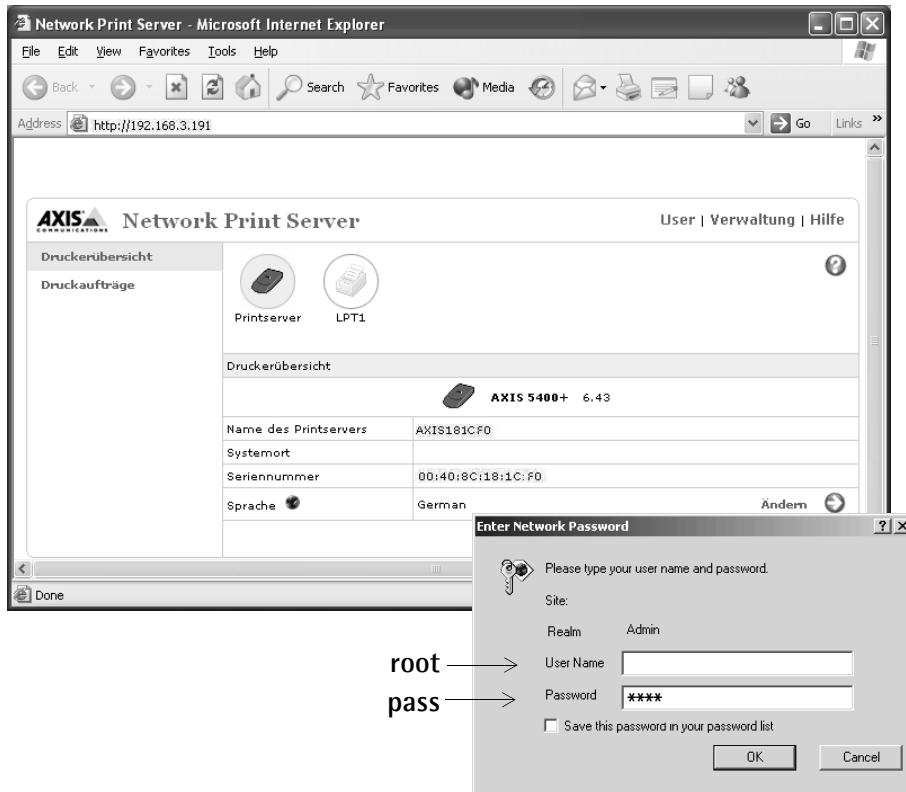 Network Print Server - Microsoft Internet Explorer
File Edit View Favorites Tools Help
Back Search Favorites Media
Address http://192.168.3.191 Go Links »
AXIS COMMUNICATIONS Network Print Server User | Verwaltung | Hilfe
Druckerübersicht
Druckaufträge
Printserver LPT1
?
Druckerübersicht
AXIS 5400+ 6.43
Name des Printservers AXIS181CF0
Systemort
Seriennummer 00:40:8C:18:1C:F0
Sprache German Ändern
Done
Enter Network Password ? X
Please type your user name and password.
Site:
Realm Admin
root User Name
pass Password ****
Save this password in your password list
OK Cancel